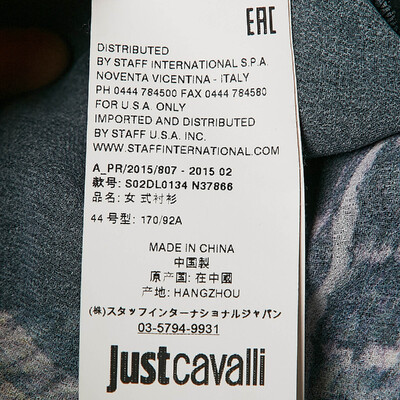 EAC
DISTRIBUTED
BY STAFF INTERNATIONAL S.P.A.
NOVENTA VICENTINA - ITALY
PH 0444 784500 FAX 0444 784580
FOR U.S.A. ONLY
IMPORTED AND DISTRIBUTED
BY STAFF U.S.A. INC.
WWW.STAFFINTERNATIONAL.COM
A_PR/2015/807 - 2015 02
款号: S02DL0134 N37866
品名: 女 式衬衫
44 号型: 170/92A
MADE IN CHINA
中国製
原产国: 在中國
产地: HANGZHOU
(株)スタッフインターナショナルジャパン
03-5794-9931
justcavalli